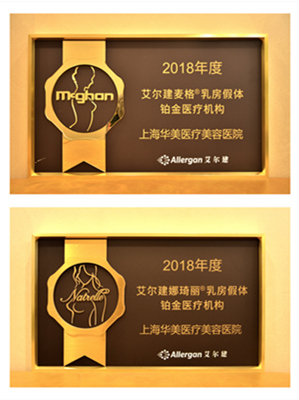 McGhan
2018年度
艾尔建麦格®乳房假体
铂金医疗机构
上海华美医疗美容医院
Allergan 艾尔建
Natrelle
2018年度
艾尔建娜琦丽®乳房假体
铂金医疗机构
上海华美医疗美容医院
Allergan 艾尔建